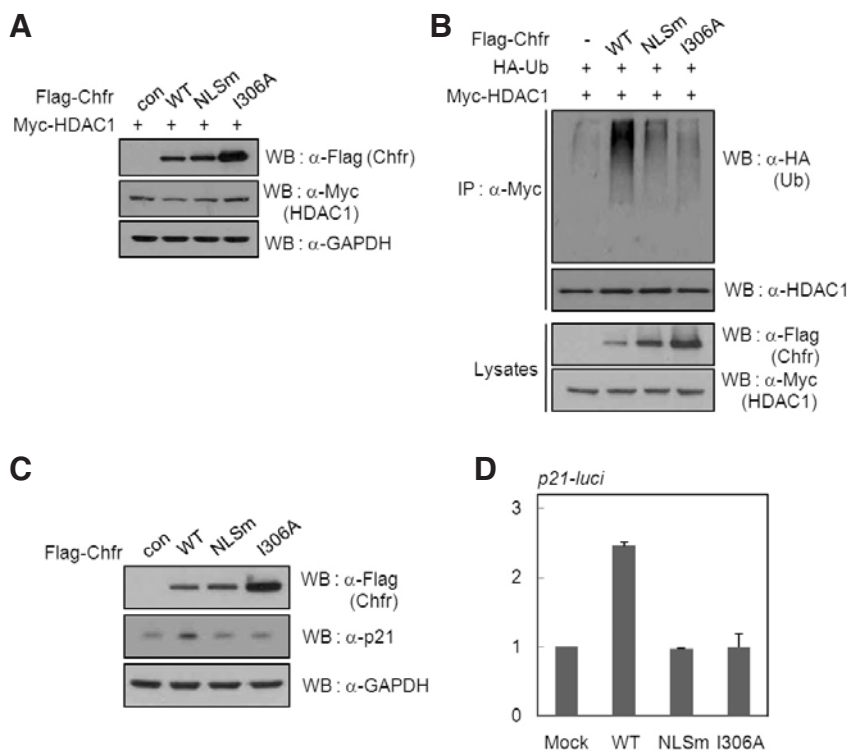 A
Flag-Chfr con WT NLSm I306A
Myc-HDAC1 + + + +
WB : α-Flag (Chfr)
WB : α-Myc
(HDAC1)
WB : α-GAPDH
B
Flag-Chfr - WT NLSm I306A
HA-Ub + + + +
Myc-HDAC1 + + + +
IP : α-Myc
WB : α-HA
(Ub)
WB : α-HDAC1
Lysates
WB : α-Flag
(Chfr)
WB : α-Myc
(HDAC1)
C
Flag-Chfr con WT NLSm I306A
WB : α-Flag
(Chfr)
WB : α-p21
WB : α-GAPDH
D
p21-luci
3
2
1
0
Mock WT NLSm I306A